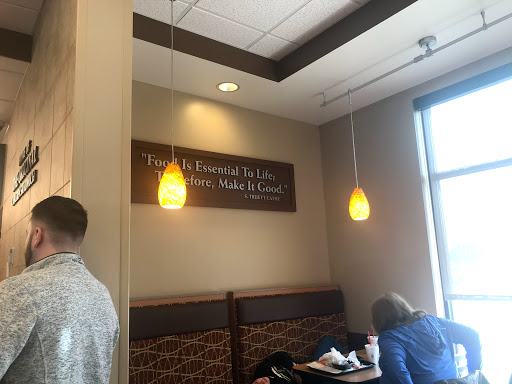 "Food Is Essential To Life,
Therefore, Make It Good."
S. TRUETT CATHY